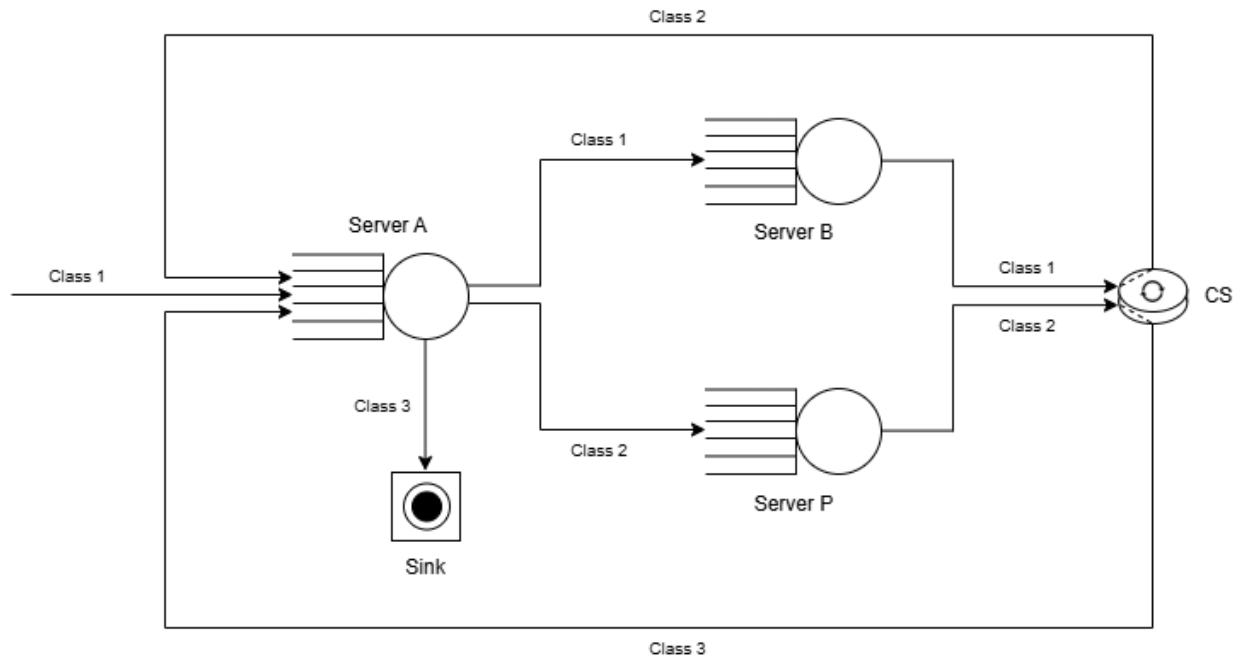 Class 2
Class 1
Server A
Server B
Class 1
Class 1
CS
Class 2
Class 3
Class 2
Server P
Sink
Class 3